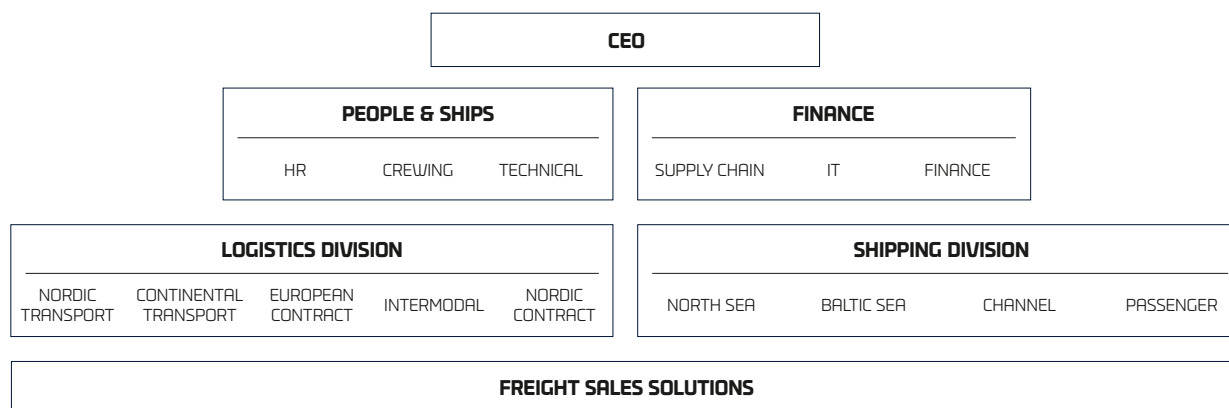 CEO
PEOPLE & SHIPS
HR CREWING TECHNICAL
FINANCE
SUPPLY CHAIN IT FINANCE
LOGISTICS DIVISION
NORDIC
TRANSPORT
CONTINENTAL
TRANSPORT
EUROPEAN
CONTRACT
INTERMODAL
NORDIC
CONTRACT
SHIPPING DIVISION
NORTH SEA BALTIC SEA CHANNEL PASSENGER
FREIGHT SALES SOLUTIONS